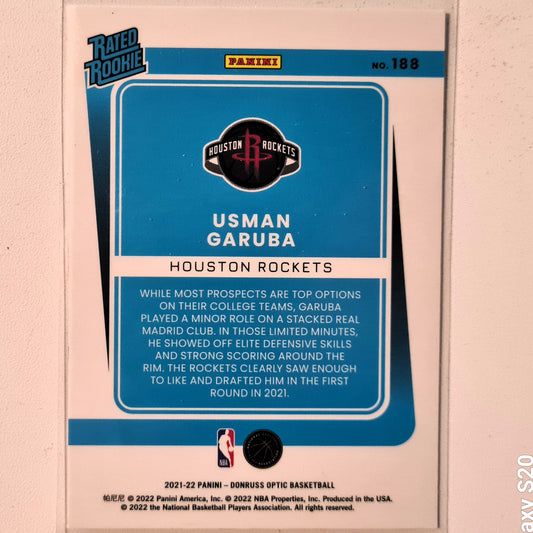 RATED
ROOKIE
PANINI
NO. 188
HOUSTON R ROCKETS
USMAN
GARUBA
HOUSTON ROCKETS
WHILE MOST PROSPECTS ARE TOP OPTIONS
ON THEIR COLLEGE TEAMS, GARUBA
PLAYED A MINOR ROLE ON A STACKED REAL
MADRID CLUB. IN THOSE LIMITED MINUTES,
HE SHOWED OFF ELITE DEFENSIVE SKILLS
AND STRONG SCORING AROUND THE
RIM. THE ROCKETS CLEARLY SAW ENOUGH
TO LIKE AND DRAFTED HIM IN THE FIRST
ROUND IN 2021.
NBA
2021-22 PANINI – DONRUSS OPTIC BASKETBALL
帕尼尼 © 2022 Panini America, Inc. © 2022 NBA Properties, Inc. Produced in the USA.
© 2022 the National Basketball Players Association. All rights reserved.
axy S20